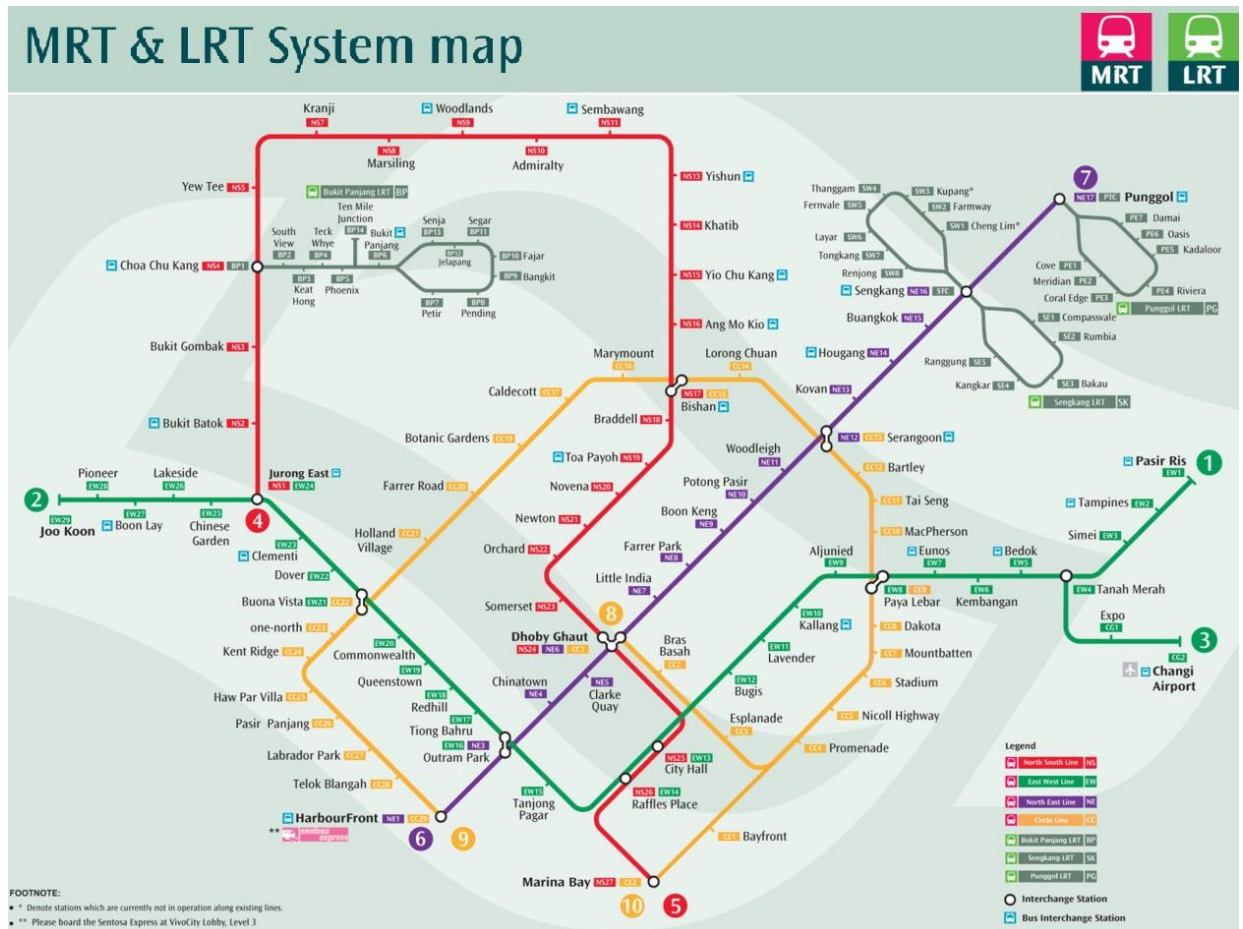 MRT & LRT System map
MRT
LRT
Kranji
NS7
Woodlands
NS9
Sembawang
NS11
NS8
Marsiling
NS10
Admiralty
Yew Tee NS5
NS13 Yishun
NS14 Khatib
NS15 Yio Chu Kang
NS16 Ang Mo Kio
Bukit Panjang LRT BP
Ten Mile
Junction
BP14
South
View
BP2
Teck
Whye
BP4
Bukit
Panjang
BP6
Senja
BP13
Segar
BP11
BP12
Jelapang
BP10 Fajar
BP9 Bangkit
Choa Chu Kang NS4 BP1
BP3
Keat
Hong
BP5
Phoenix
BP7
Petir
BP8
Pending
Bukit Gombak NS3
Bukit Batok NS2
Thanggam SW4
Fernvale SW5
SW3 Kupang*
SW2 Farmway
SW1 Cheng Lim*
Layar SW6
Tongkang SW7
Renjong SW8
Sengkang NE16 STC
7
NE17 PTC Punggol
PE7 Damai
PE6 Oasis
PE5 Kadaloor
Cove PE1
Meridian PE2
Coral Edge PE3
PE4 Riviera
Punggol LRT PG
Buangkok NE15
Hougang NE14
Kovan NE13
SE1 Compaswale
SE2 Rumbia
Ranggung SE5
Kangkar SE4
SE3 Bakau
Sengkang LRT SK
Marymount
CC16
Lorong Chuan
CC14
Caldecott CC17
NS17 CC15
Bishan
Braddell NS18
Botanic Gardens CC19
Toa Payoh NS19
Woodleigh
NE11
NE12 CC13 Serangoon
CC12 Bartley
CC11 Tai Seng
CC10 MacPherson
Farrer Road CC20
Novena
NS20
Potong Pasir
NE10
Newton
NS21
Boon Keng
NE9
Holland
Village
CC21
Orchard NS22
Farrer Park
NE8
Little India
NE7
Somerset NS23
2
Pioneer
EW28
Lakeside
EW26
Jurong East
NS1 EW24
EW29
Joo Koon
EW27
Boon Lay
EW25
Chinese
Garden
4
EW23
Clementi
Dover EW22
Buona Vista EW21 CC22
one-north CC23
Kent Ridge CC24
Haw Par Villa CC25
Pasir Panjang CC26
Labrador Park CC27
Telok Blangah CC28
HarbourFront NE1 CC29
** sentosa express
6
9
EW20
Commonwealth
EW19
Queenstown
EW18
Redhill
EW17
Tiong Bahru
EW16 NE3
Outram Park
EW15
Tanjong
Pagar
8
Dhoby Ghaut
NS24 NE6 CC1
Chinatown
NE4
NE5
Clarke
Quay
Bras
Basah
CC2
Esplanade
CC3
NS25 EW13
City Hall
NS26 EW14
Raffles Place
EW12
Bugis
EW11
Lavender
EW10
Kallang
Aljunied
EW9
EW8 CC9
Paya Lebar
Eunos
EW7
EW6
Kembangan
Bedok
EW5
EW4 Tanah Merah
Simei EW3
Tampines EW2
Pasir Ris
EW1
1
Expo
CG1
CG2
3
Changi
Airport
CC8 Dakota
CC7 Mountbatten
CC6 Stadium
CC5 Nicoll Highway
CC4 Promenade
CE1 Bayfront
Marina Bay NS27 CE2
10
5
Legend
North South Line NS
East West Line EW
North East Line NE
Circle Line CC
Bukit Panjang LRT BP
Sengkang LRT SK
Punggol LRT PG
Interchange Station
Bus Interchange Station
FOOTNOTE:
* Denote stations which are currently not in operation along existing lines.
** Please board the Sentosa Express at VivoCity Lobby, Level 3